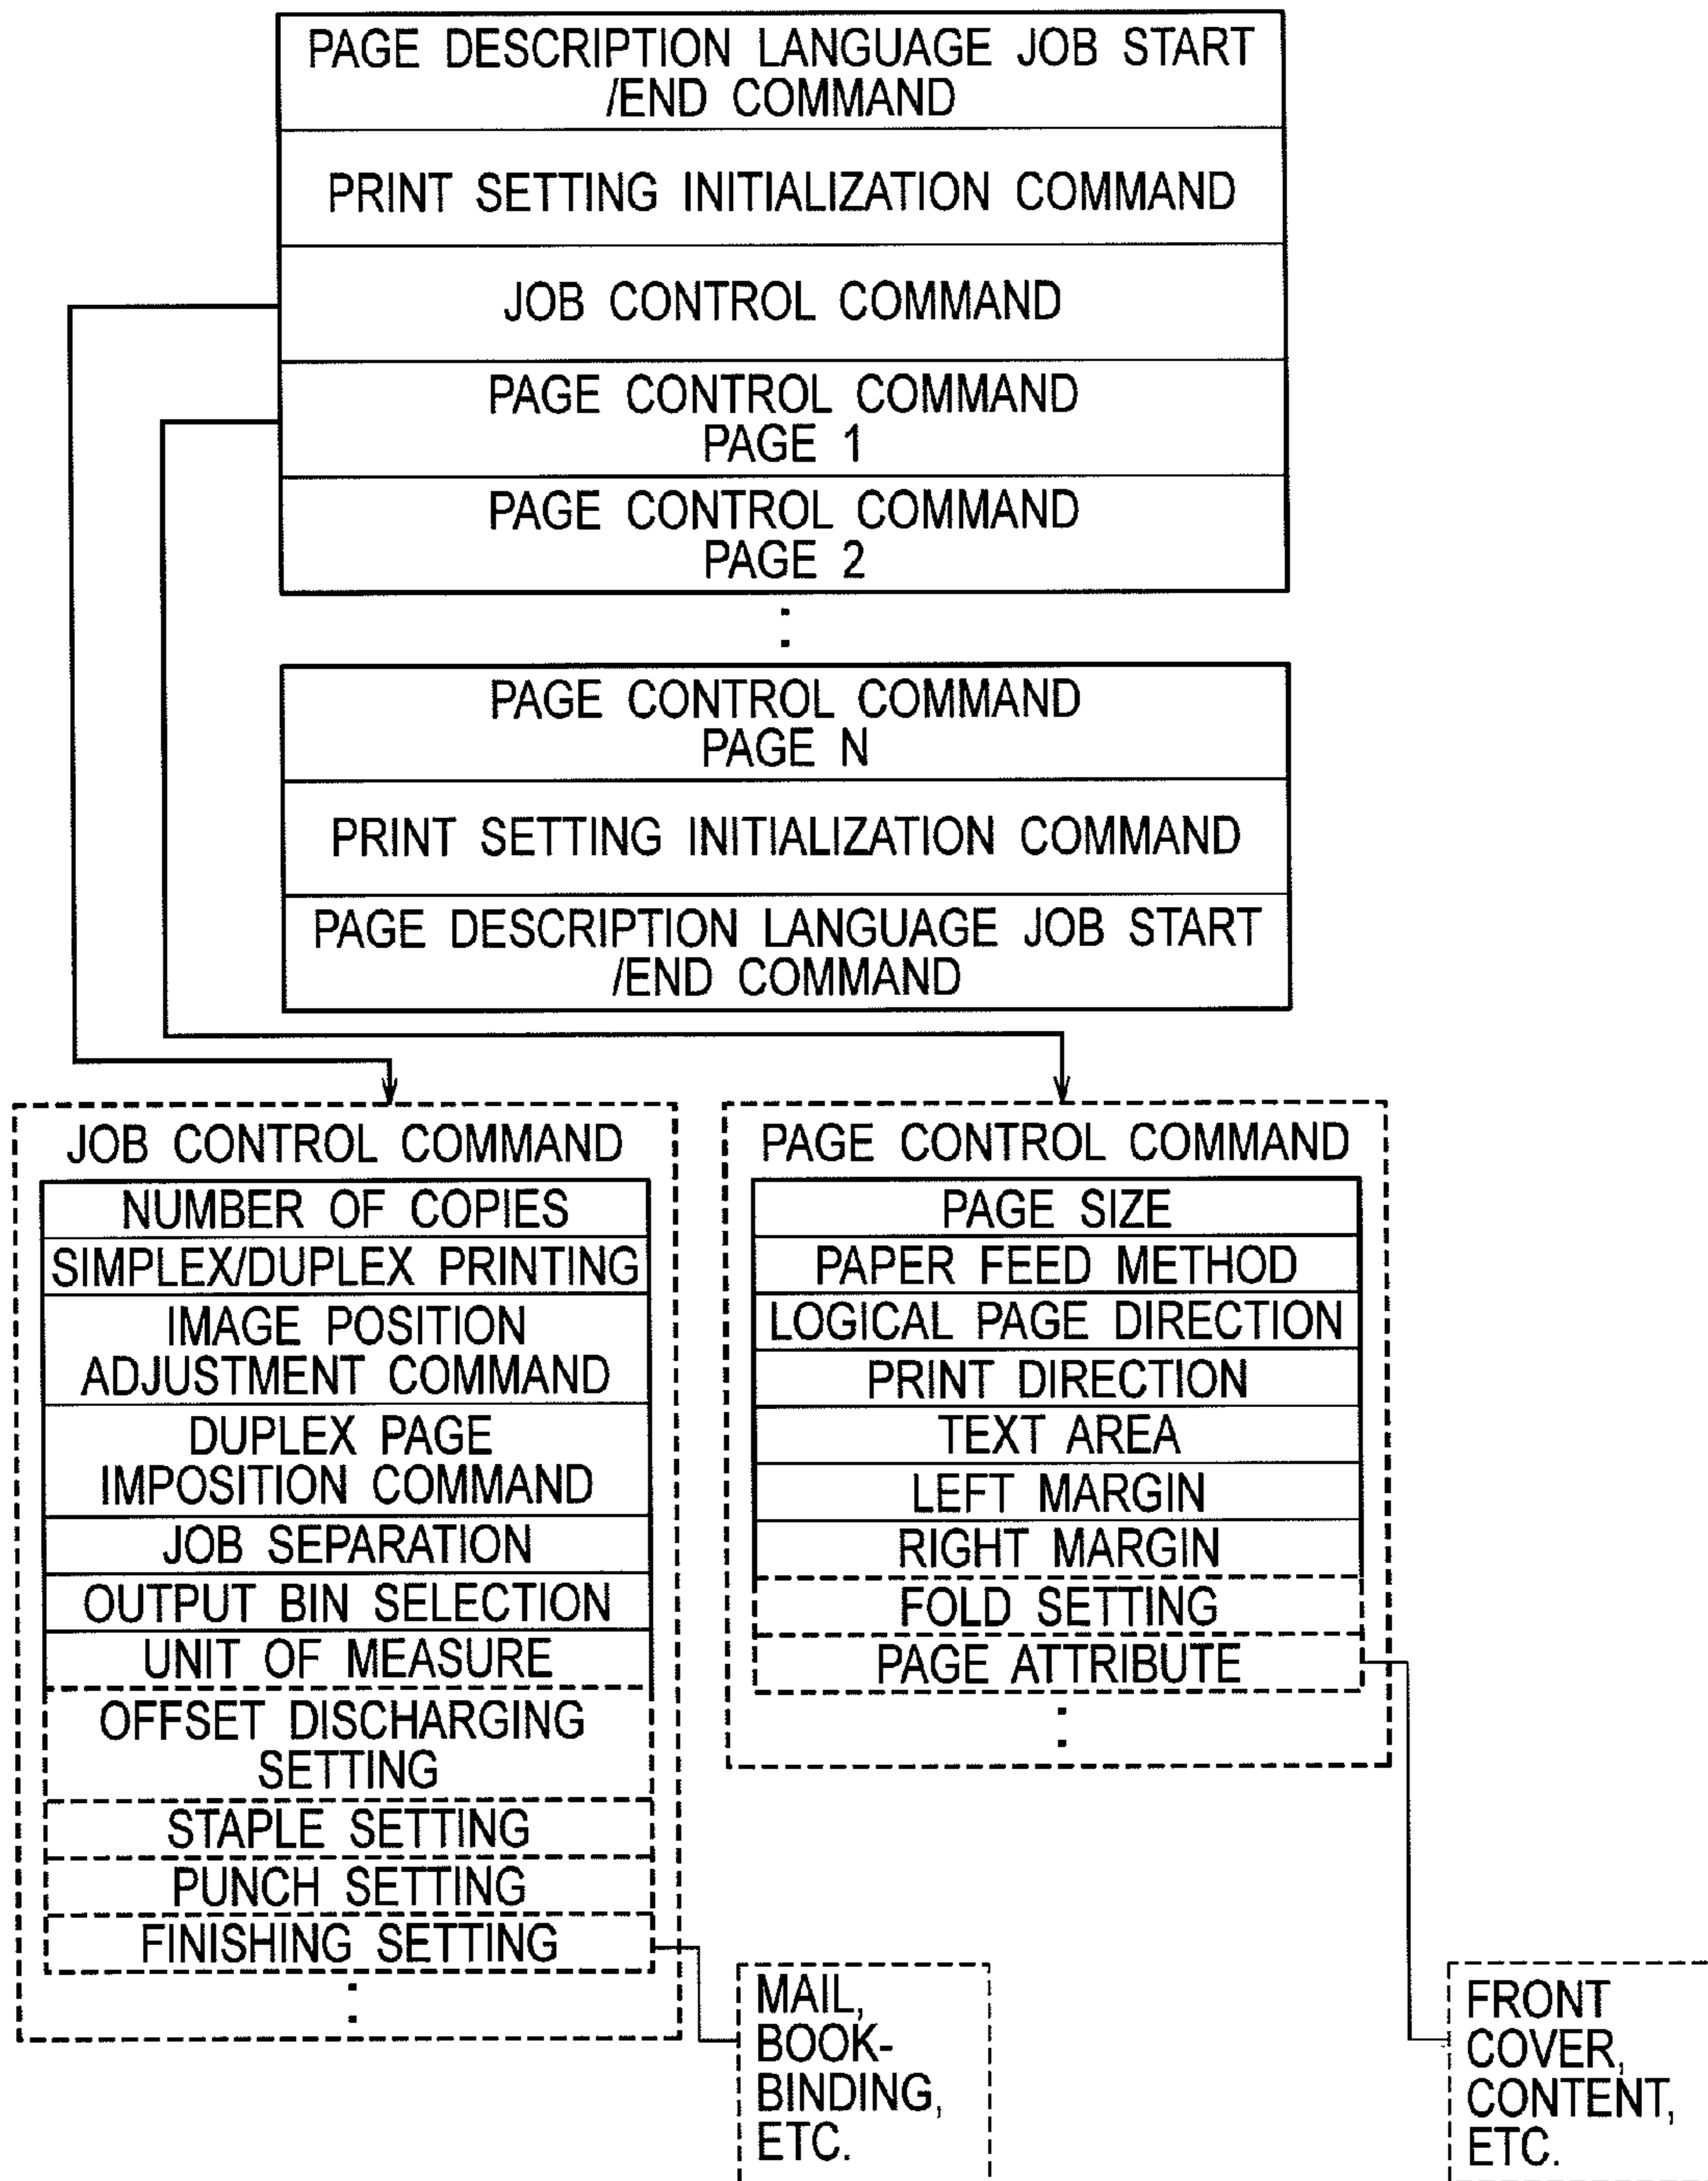 PAGE DESCRIPTION LANGUAGE JOB START
/END COMMAND
PRINT SETTING INITIALIZATION COMMAND
JOB CONTROL COMMAND
PAGE CONTROL COMMAND
PAGE 1
PAGE CONTROL COMMAND
PAGE 2
:
PAGE CONTROL COMMAND
PAGE N
PRINT SETTING INITIALIZATION COMMAND
PAGE DESCRIPTION LANGUAGE JOB START
/END COMMAND
JOB CONTROL COMMAND
NUMBER OF COPIES
SIMPLEX/DUPLEX PRINTING
IMAGE POSITION
ADJUSTMENT COMMAND
DUPLEX PAGE
IMPOSITION COMMAND
JOB SEPARATION
OUTPUT BIN SELECTION
UNIT OF MEASURE
OFFSET DISCHARGING
SETTING
STAPLE SETTING
PUNCH SETTING
FINISHING SETTING
:
MAIL,
BOOK-
BINDING,
ETC.
PAGE CONTROL COMMAND
PAGE SIZE
PAPER FEED METHOD
LOGICAL PAGE DIRECTION
PRINT DIRECTION
TEXT AREA
LEFT MARGIN
RIGHT MARGIN
FOLD SETTING
PAGE ATTRIBUTE
:
FRONT
COVER,
CONTENT,
ETC.